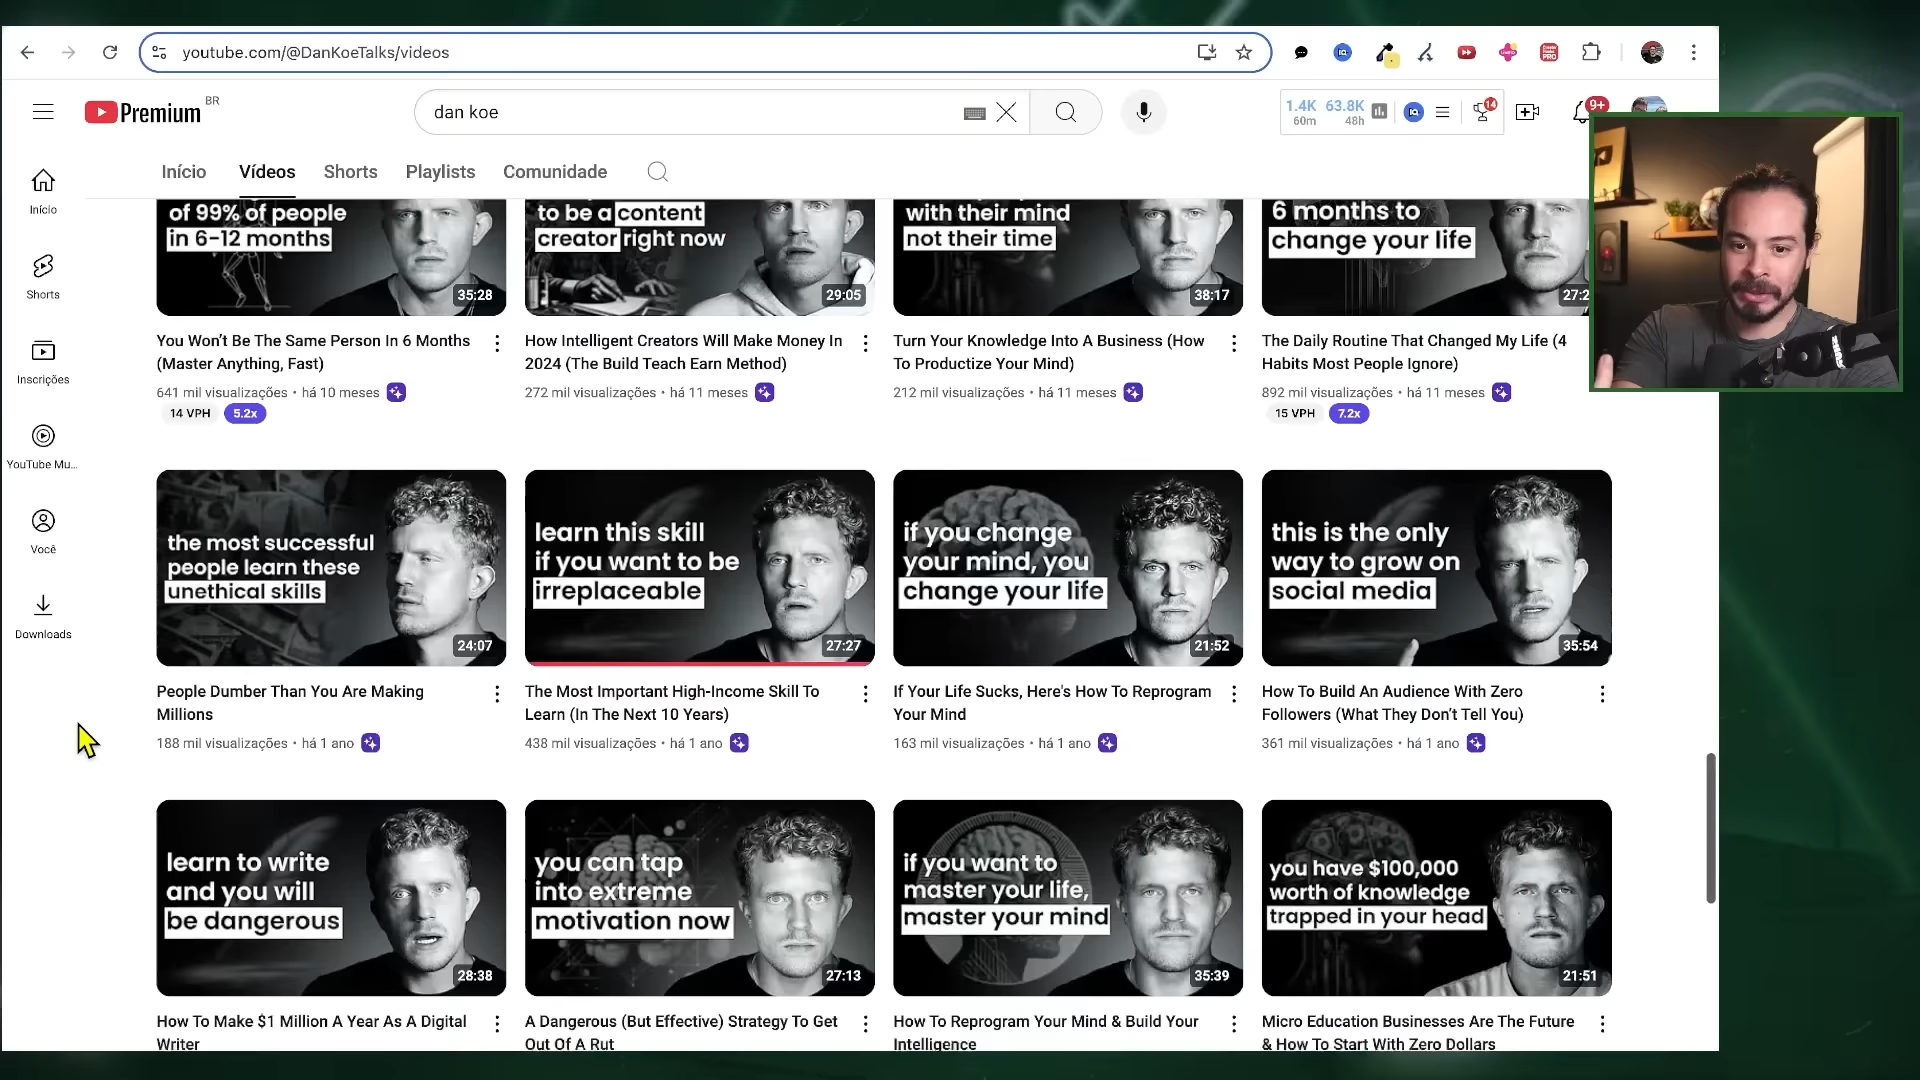 youtube.com/@DanKoeTalks/videos
Premium BR
dan koe
1.4K 63.8K
60m 48h
14
9+
Início Vídeos Shorts Playlists Comunidade
Início
Shorts
Inscrições
YouTube Mu...
Você
Downloads
of 99% of people
in 6-12 months
35:28
to be a content
creator right now
29:05
with their mind
not their time
38:17
6 months to
change your life
27:2
You Won’t Be The Same Person In 6 Months
(Master Anything, Fast)
641 mil visualizações • há 10 meses
14 VPH 5.2x
How Intelligent Creators Will Make Money In
2024 (The Build Teach Earn Method)
272 mil visualizações • há 11 meses
Turn Your Knowledge Into A Business (How
To Productize Your Mind)
212 mil visualizações • há 11 meses
The Daily Routine That Changed My Life (4
Habits Most People Ignore)
892 mil visualizações • há 11 meses
15 VPH 7.2x
the most successful
people learn these
unethical skills
24:07
learn this skill
if you want to be
irreplaceable
27:27
if you change
your mind, you
change your life
21:52
this is the only
way to grow on
social media
35:54
People Dumber Than You Are Making
Millions
188 mil visualizações • há 1 ano
The Most Important High-Income Skill To
Learn (In The Next 10 Years)
438 mil visualizações • há 1 ano
If Your Life Sucks, Here's How To Reprogram
Your Mind
163 mil visualizações • há 1 ano
How To Build An Audience With Zero
Followers (What They Don’t Tell You)
361 mil visualizações • há 1 ano
learn to write
and you will
be dangerous
28:38
you can tap
into extreme
motivation now
27:13
if you want to
master your life,
master your mind
35:39
you have $100,000
worth of knowledge
trapped in your head
21:51
How To Make $1 Million A Year As A Digital
Writer
A Dangerous (But Effective) Strategy To Get
Out Of A Rut
How To Reprogram Your Mind & Build Your
Intelligence
Micro Education Businesses Are The Future
& How To Start With Zero Dollars